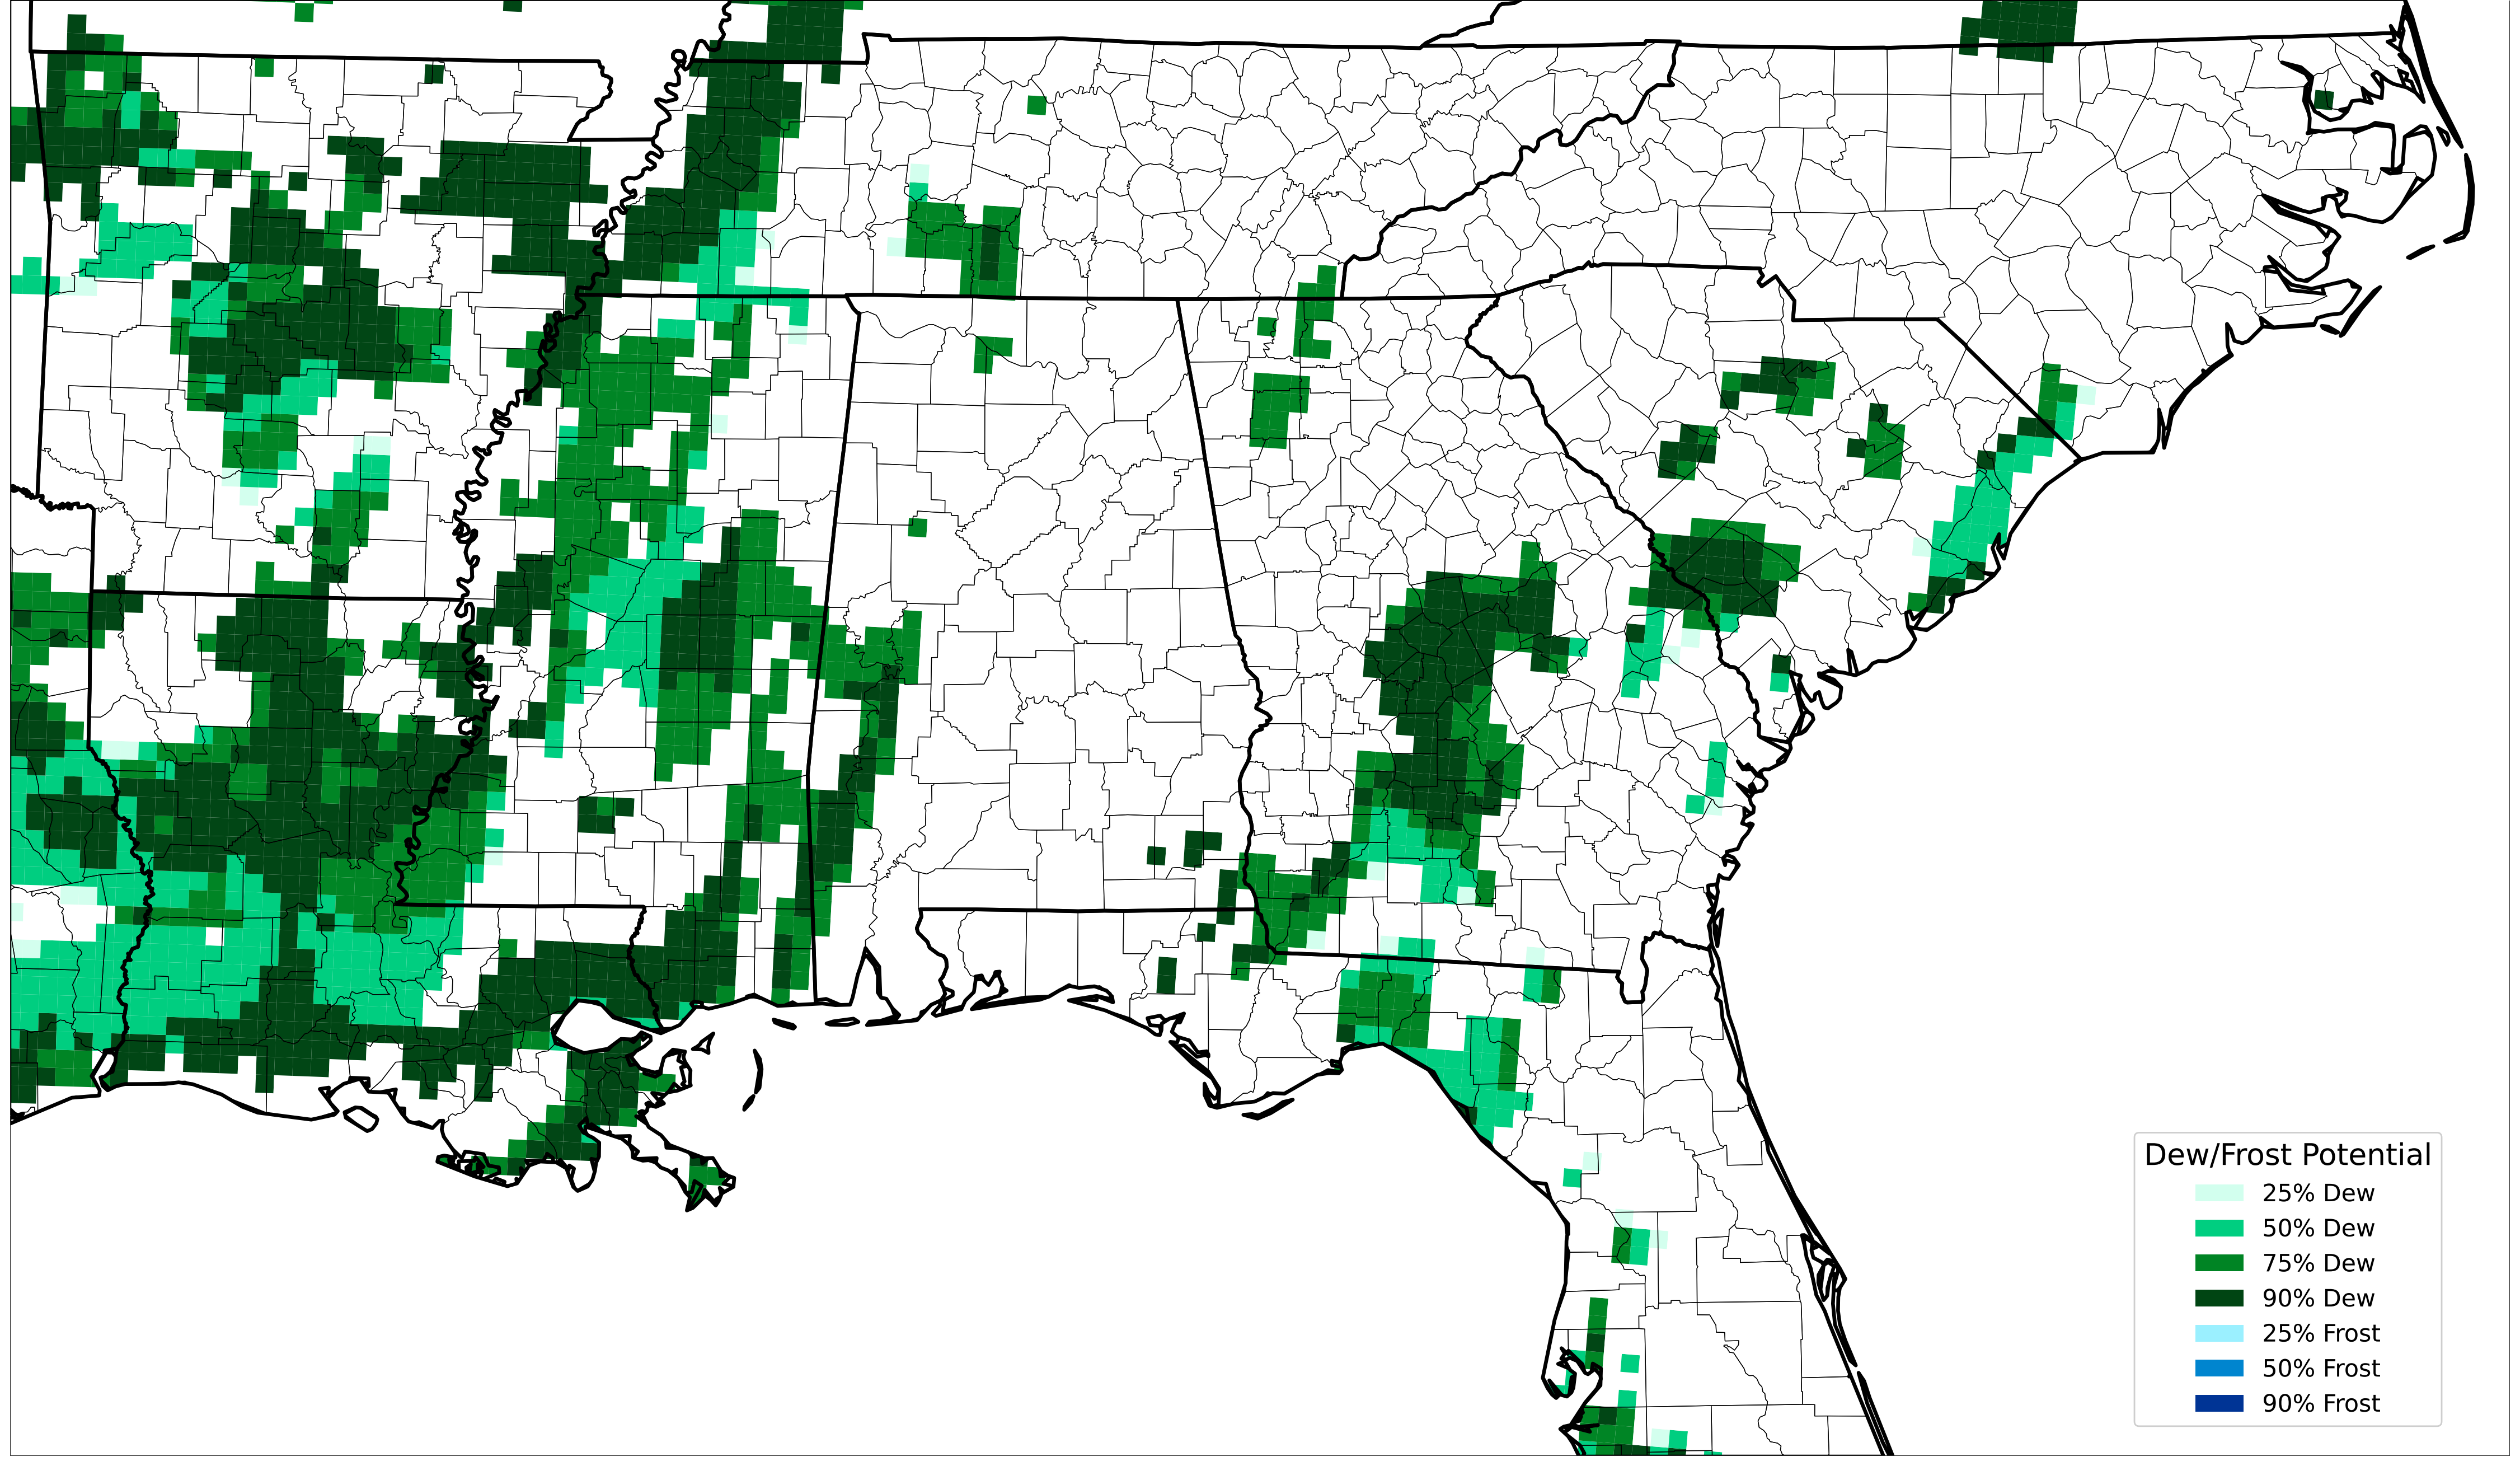 Dew/Frost Potential
25% Dew
50% Dew
75% Dew
90% Dew
25% Frost
50% Frost
90% Frost